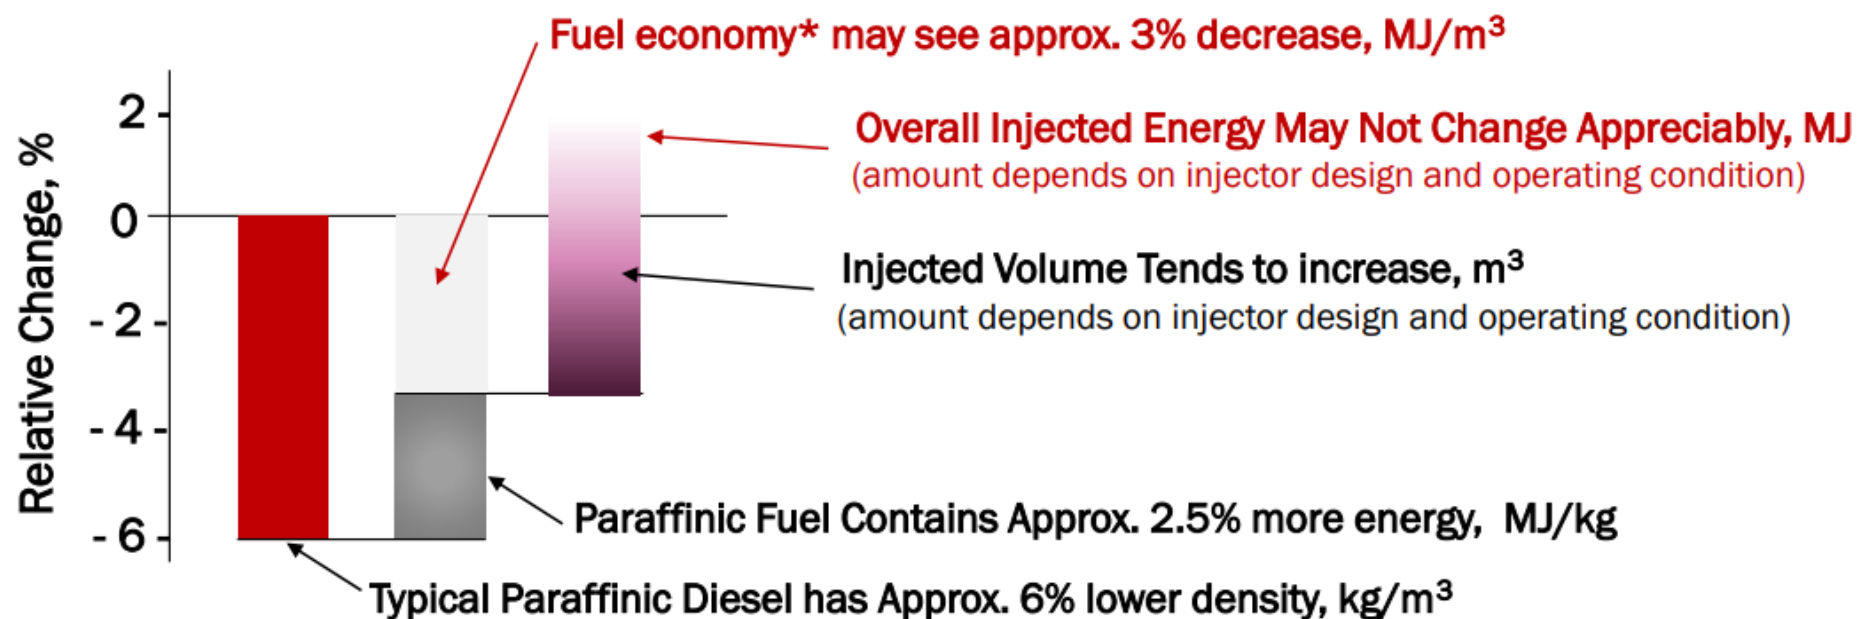 Fuel economy* may see approx. 3% decrease, MJ/m³
Overall Injected Energy May Not Change Appreciably, MJ
(amount depends on injector design and operating condition)
Injected Volume Tends to increase, m³
(amount depends on injector design and operating condition)
Paraffinic Fuel Contains Approx. 2.5% more energy, MJ/kg
Typical Paraffinic Diesel has Approx. 6% lower density, kg/m³
Relative Change, %
2
0
- 2
- 4
- 6